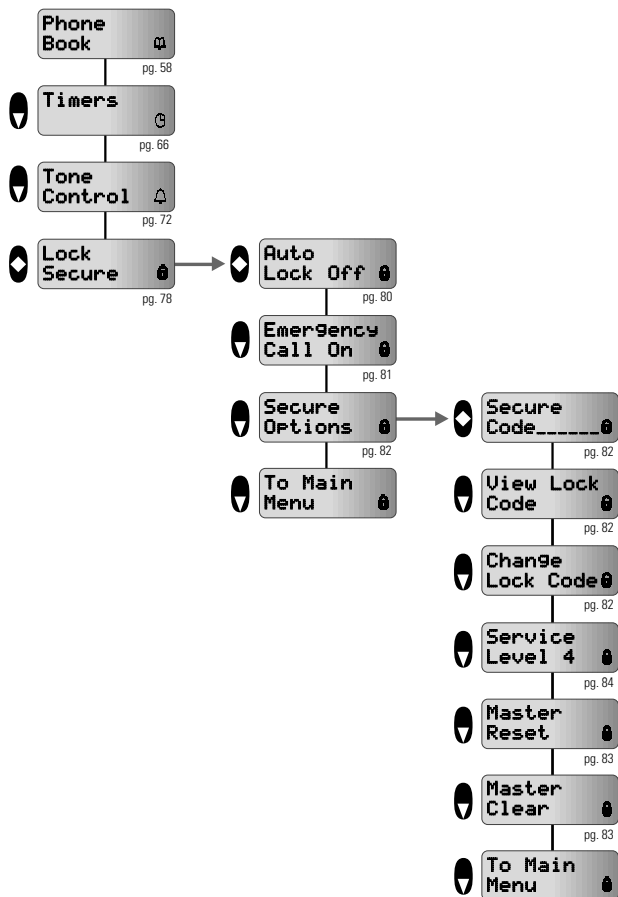 Phone
Book
pg. 58
Timers
pg. 66
Tone
Control
pg. 72
Lock
Secure
pg. 78
Auto
Lock Off
pg. 80
Emergency
Call On
pg. 81
Secure
Options
pg. 82
To Main
Menu
Secure
Code______
pg. 82
View Lock
Code
pg. 82
Change
Lock Code
pg. 82
Service
Level 4
pg. 84
Master
Reset
pg. 83
Master
Clear
pg. 83
To Main
Menu